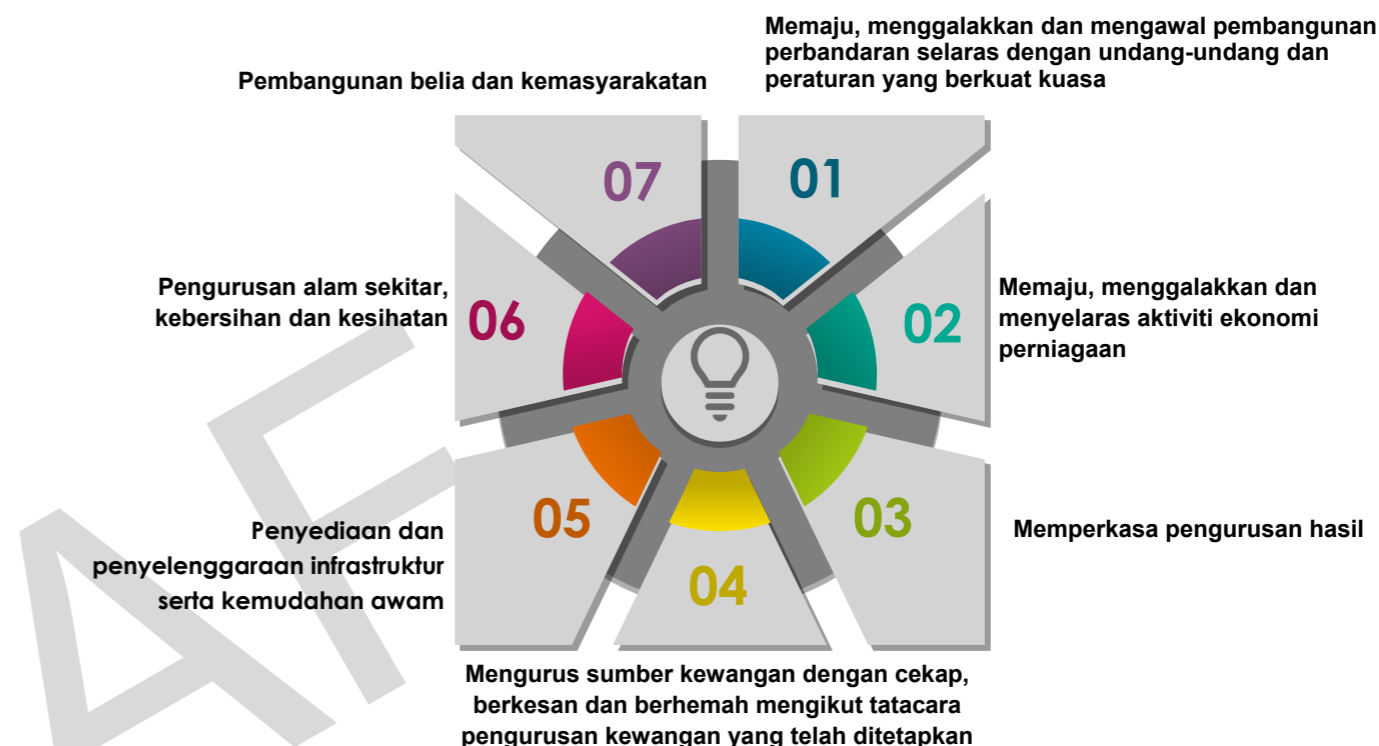 Memaju, menggalakkan dan mengawal pembangunan
perbandaran selaras dengan undang-undang dan
peraturan yang berkuat kuasa
Pembangunan belia dan kemasyarakatan
07
01
Pengurusan alam sekitar,
kebersihan dan kesihatan
06
02
Memaju, menggalakkan dan
menyelaras aktiviti ekonomi
perniagaan
05
03
Penyediaan dan
penyelenggaraan infrastruktur
serta kemudahan awam
Memperkasa pengurusan hasil
04
Mengurus sumber kewangan dengan cekap,
berkesan dan berhemah mengikut tatacara
pengurusan kewangan yang telah ditetapkan
AF